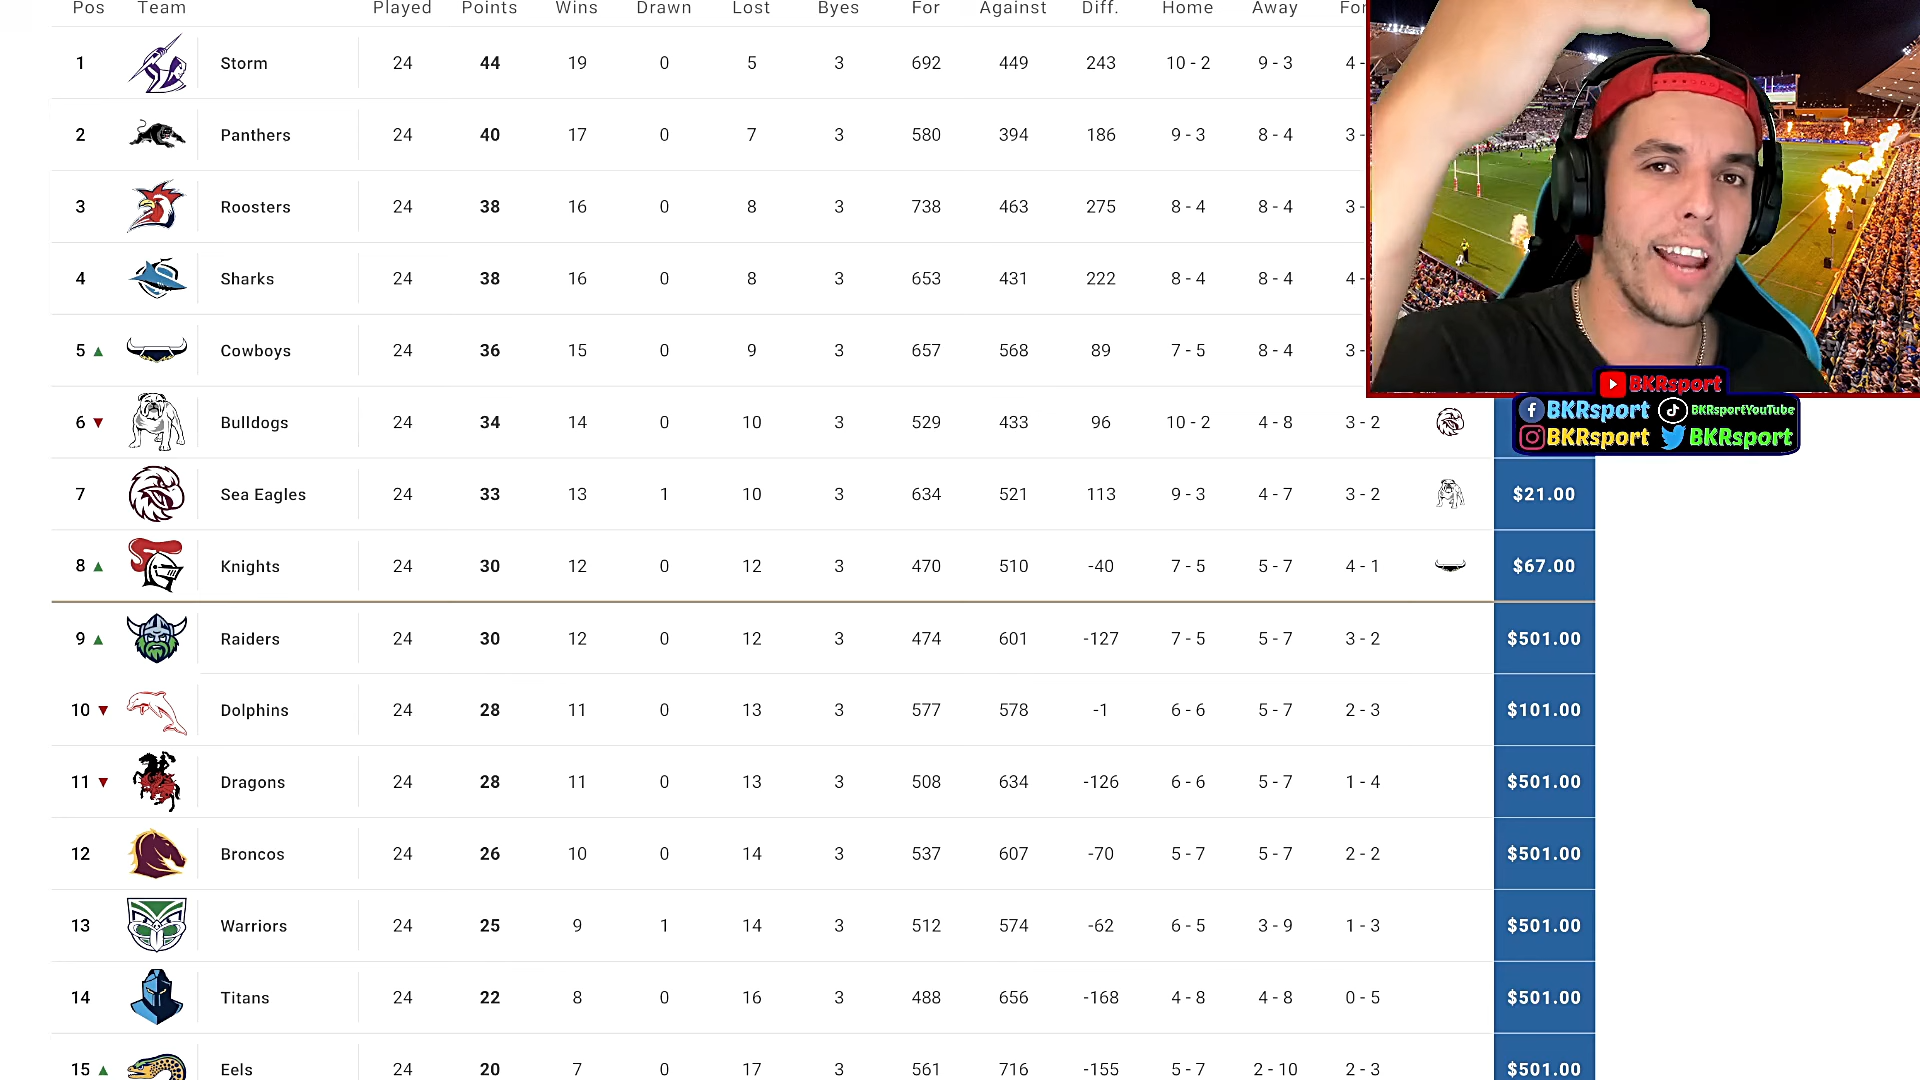 Pos Team Played Points Wins Drawn Lost Byes For Against Diff. Home Away For
1 Storm 24 44 19 0 5 3 692 449 243 10 - 2 9 - 3 4 -
2 Panthers 24 40 17 0 7 3 580 394 186 9 - 3 8 - 4 3 -
3 Roosters 24 38 16 0 8 3 738 463 275 8 - 4 8 - 4 3 -
4 Sharks 24 38 16 0 8 3 653 431 222 8 - 4 8 - 4 4 -
5 Cowboys 24 36 15 0 9 3 657 568 89 7 - 5 8 - 4 3 -
BKRsport
BKRsport BKRsportYouTube
6 Bulldogs 24 34 14 0 10 3 529 433 96 10 - 2 4 - 8 3 - 2
BKRsport BKRsport
7 Sea Eagles 24 33 13 1 10 3 634 521 113 9 - 3 4 - 7 3 - 2 $21.00
8 Knights 24 30 12 0 12 3 470 510 -40 7 - 5 5 - 7 4 - 1 $67.00
9 Raiders 24 30 12 0 12 3 474 601 -127 7 - 5 5 - 7 3 - 2 $501.00
10 Dolphins 24 28 11 0 13 3 577 578 -1 6 - 6 5 - 7 2 - 3 $101.00
11 Dragons 24 28 11 0 13 3 508 634 -126 6 - 6 5 - 7 1 - 4 $501.00
12 Broncos 24 26 10 0 14 3 537 607 -70 5 - 7 5 - 7 2 - 2 $501.00
13 Warriors 24 25 9 1 14 3 512 574 -62 6 - 5 3 - 9 1 - 3 $501.00
14 Titans 24 22 8 0 16 3 488 656 -168 4 - 8 4 - 8 0 - 5 $501.00
15 Eels 24 20 7 0 17 3 561 716 -155 5 - 7 2 - 10 2 - 3 $501.00